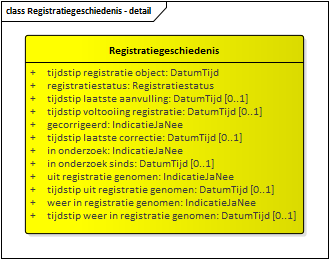 class Registratiegeschiedenis - detail
Registratiegeschiedenis
+ tijdstip registratie object: DatumTijd
+ registratiestatus: Registratiestatus
+ tijdstip laatste aanvulling: DatumTijd [0..1]
+ tijdstip voltooiing registratie: DatumTijd [0..1]
+ gecorrigeerd: IndicatieJaNee
+ tijdstip laatste correctie: DatumTijd [0..1]
+ in onderzoek: IndicatieJaNee
+ in onderzoek sinds: DatumTijd [0..1]
+ uit registratie genomen: IndicatieJaNee
+ tijdstip uit registratie genomen: DatumTijd [0..1]
+ weer in registratie genomen: IndicatieJaNee
+ tijdstip weer in registratie genomen: DatumTijd [0..1]